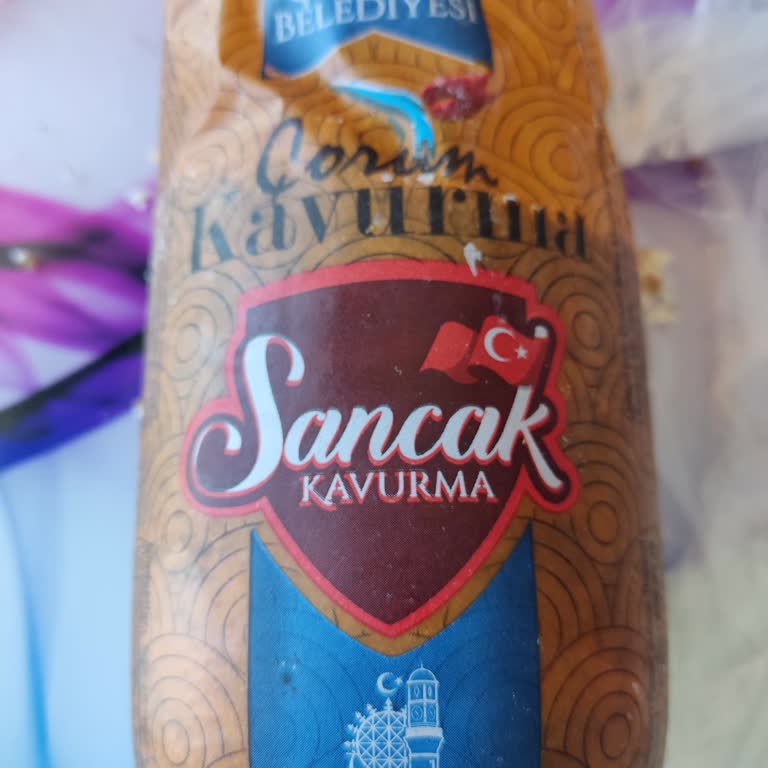 BELEDİYESİ
Çorum
Kavurma
Sancak
KAVURMA